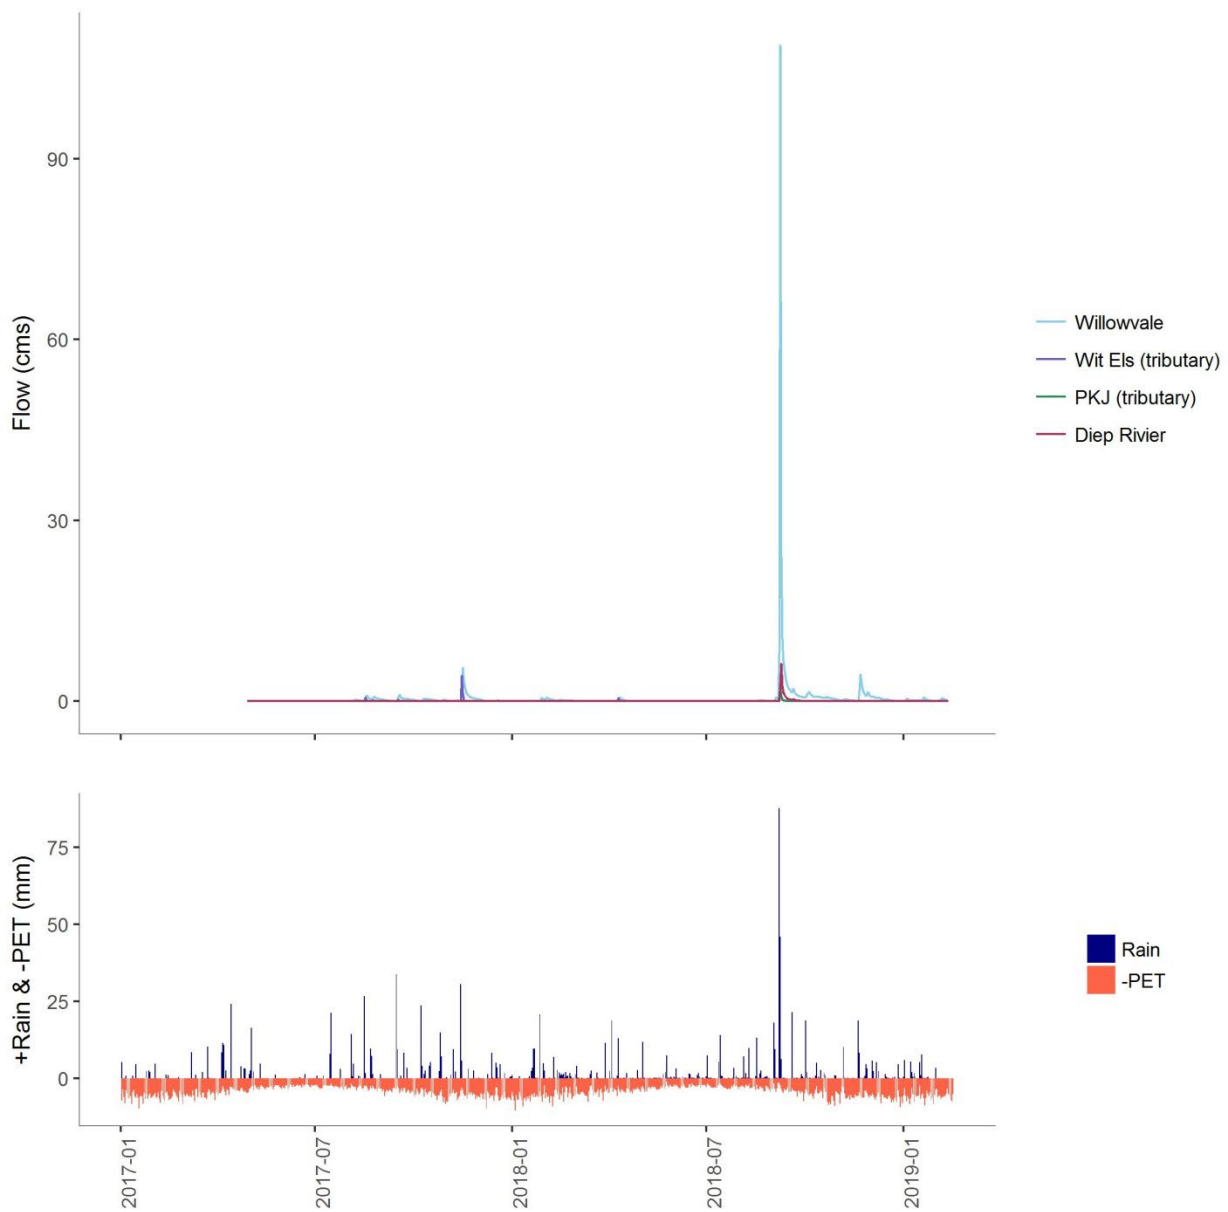 Flow (cms)
90
60
30
0
Willowvale
Wit Els (tributary)
PKJ (tributary)
Diep Rivier
+Rain & -PET (mm)
75
50
25
0
Rain
-PET
2017-01
2017-07
2018-01
2018-07
2019-01